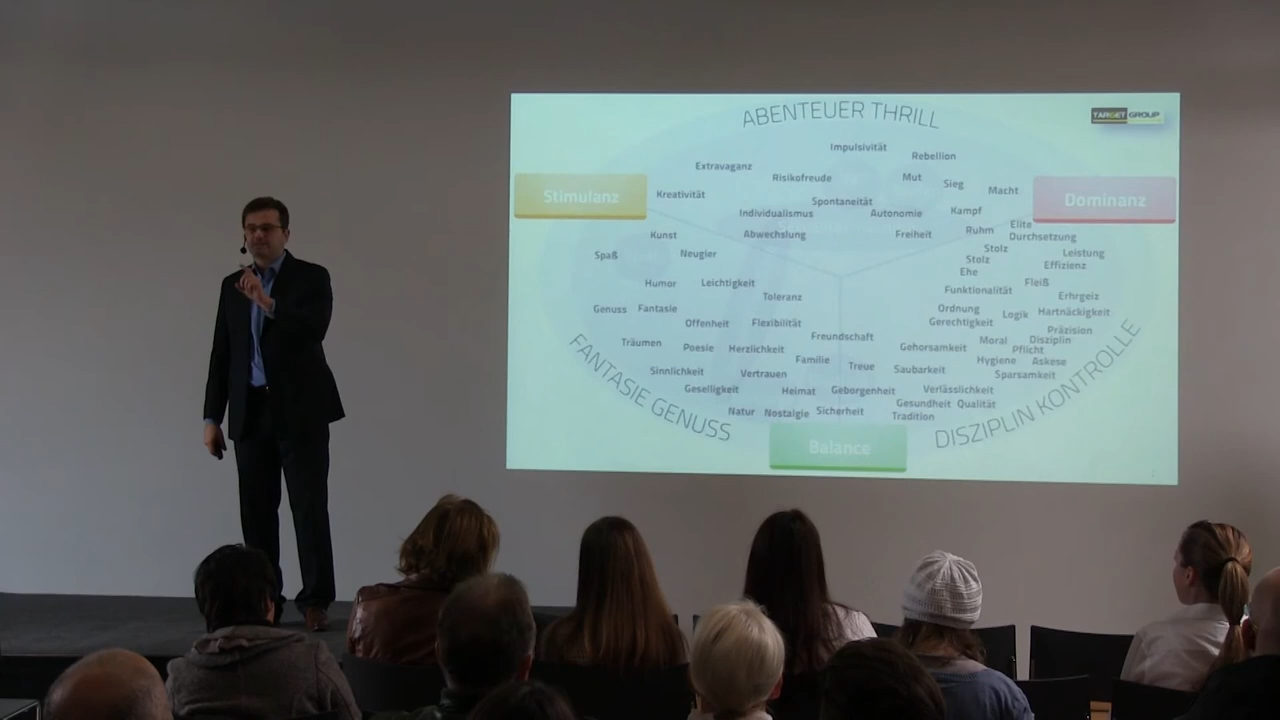 ABENTEUER THRILL
TARGET GROUP
Impulsivität
Rebellion
Extravaganz
Risikofreude
Mut
Sieg
Macht
Stimulanz
Kreativität
Spontaneität
Dominanz
Individualismus
Autonomie
Kampf
Elite
Kunst
Abwechslung
Freiheit
Ruhm
Durchsetzung
Stolz
Spaß
Neugier
Stolz
Leistung
Effizienz
Ehe
Humor
Leichtigkeit
Funktionalität
Fleiß
Toleranz
Erhrgeiz
Genuss
Fantasie
Ordnung
Logik
Hartnäckigkeit
Offenheit
Flexibilität
Gerechtigkeit
Präzision
Freundschaft
Moral
Disziplin
Träumen
Poesie
Herzlichkeit
Gehorsamkeit
Pflicht
Familie
Treue
Hygiene
Askese
Sinnlichkeit
Vertrauen
Saubarkeit
Sparsamkeit
Geselligkeit
Heimat
Geborgenheit
Verlässlichkeit
Natur
Nostalgie
Sicherheit
Gesundheit
Qualität
Tradition
FANTASIE GENUSS
Balance
DISZIPLIN KONTROLLE